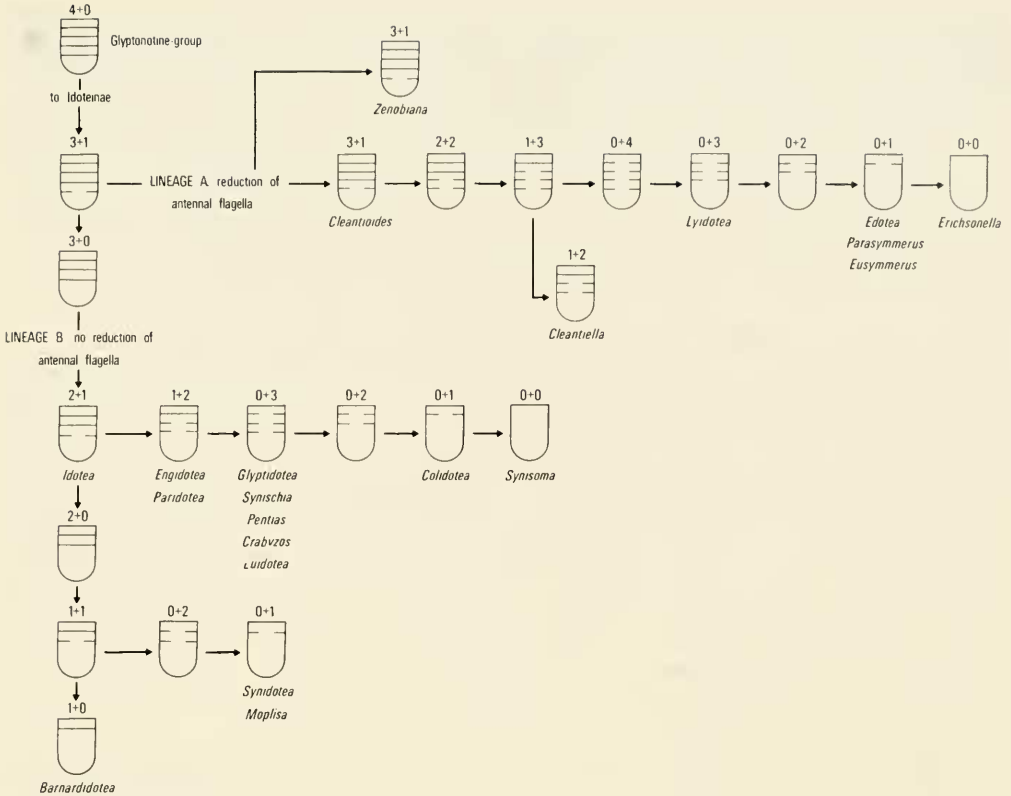 4+0
Glyptonotine-group
to Idoteinae
3+1
Zenobiana
3+1
LINEAGE A. reduction of
antennal flagella
3+1
2+2
1+3
0+4
0+3
0+2
0+1
0+0
Cleantioides
Lyidotea
Edotea
Parasymmerus
Eusymmerus
Erichsonella
1+2
Cleantiella
3+0
LINEAGE B no reduction of
antennal flagella
2+1
1+2
0+3
0+2
0+1
0+0
Idotea
Engidotea
Paridotea
Glyptidotea
Synischia
Pentias
Crabyzos
Luidotea
Colidotea
Synisoma
2+0
1+1
0+2
0+1
Synidotea
Moplisa
1+0
Barnardidotea